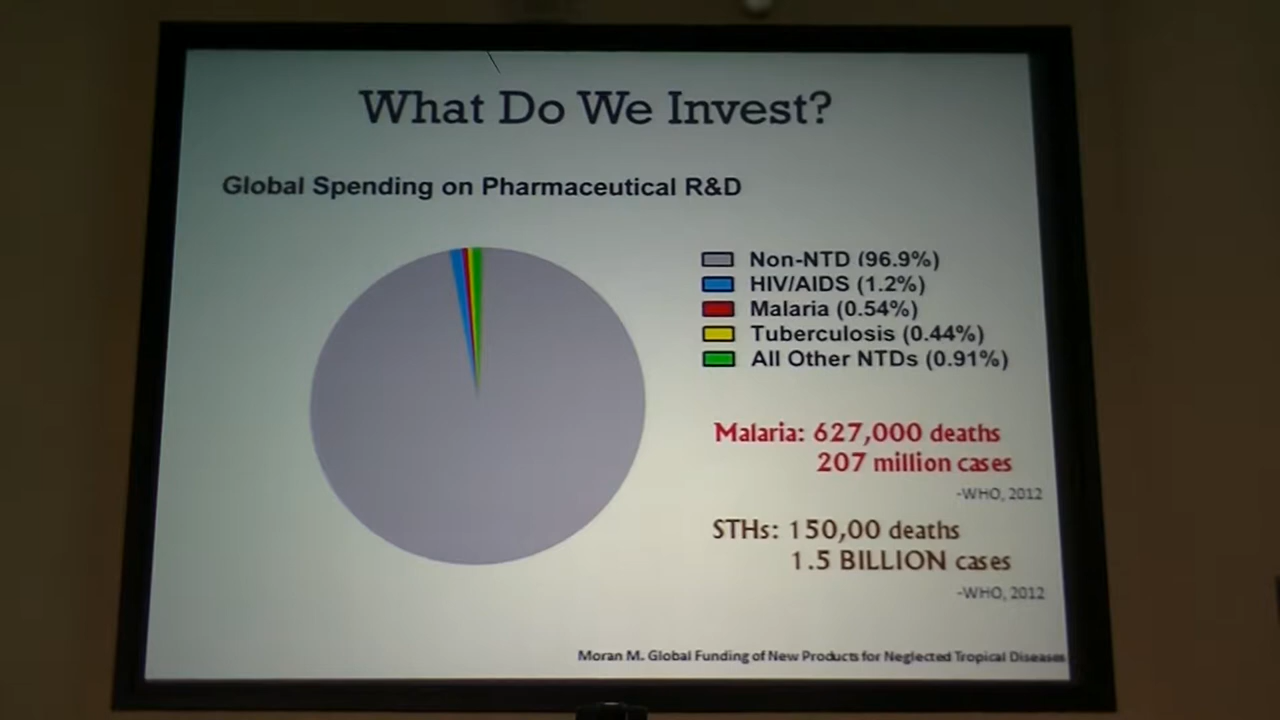 What Do We Invest?
Global Spending on Pharmaceutical R&D
Non-NTD (96.9%)
HIV/AIDS (1.2%)
Malaria (0.54%)
Tuberculosis (0.44%)
All Other NTDs (0.91%)
Malaria: 627,000 deaths
207 million cases
-WHO, 2012
STHs: 150,00 deaths
1.5 BILLION cases
-WHO, 2012
Moran M. Global Funding of New Products for Neglected Tropical Diseases